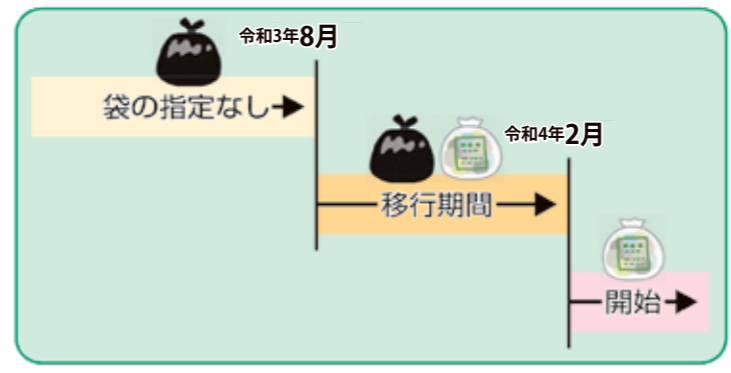 令和3年8月
袋の指定なし
令和4年2月
移行期間
開始